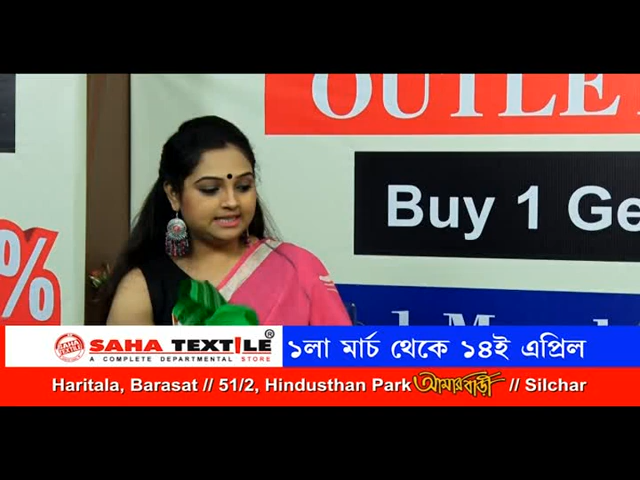 OUTLE
Buy 1 Ge
%
SAHA TEXTILE®
A COMPLETE DEPARTMENTAL STORE
১লা মার্চ থেকে ১৪ই এপ্রিল
Haritala, Barasat // 51/2, Hindusthan Park আমার বাড়ী // Silchar